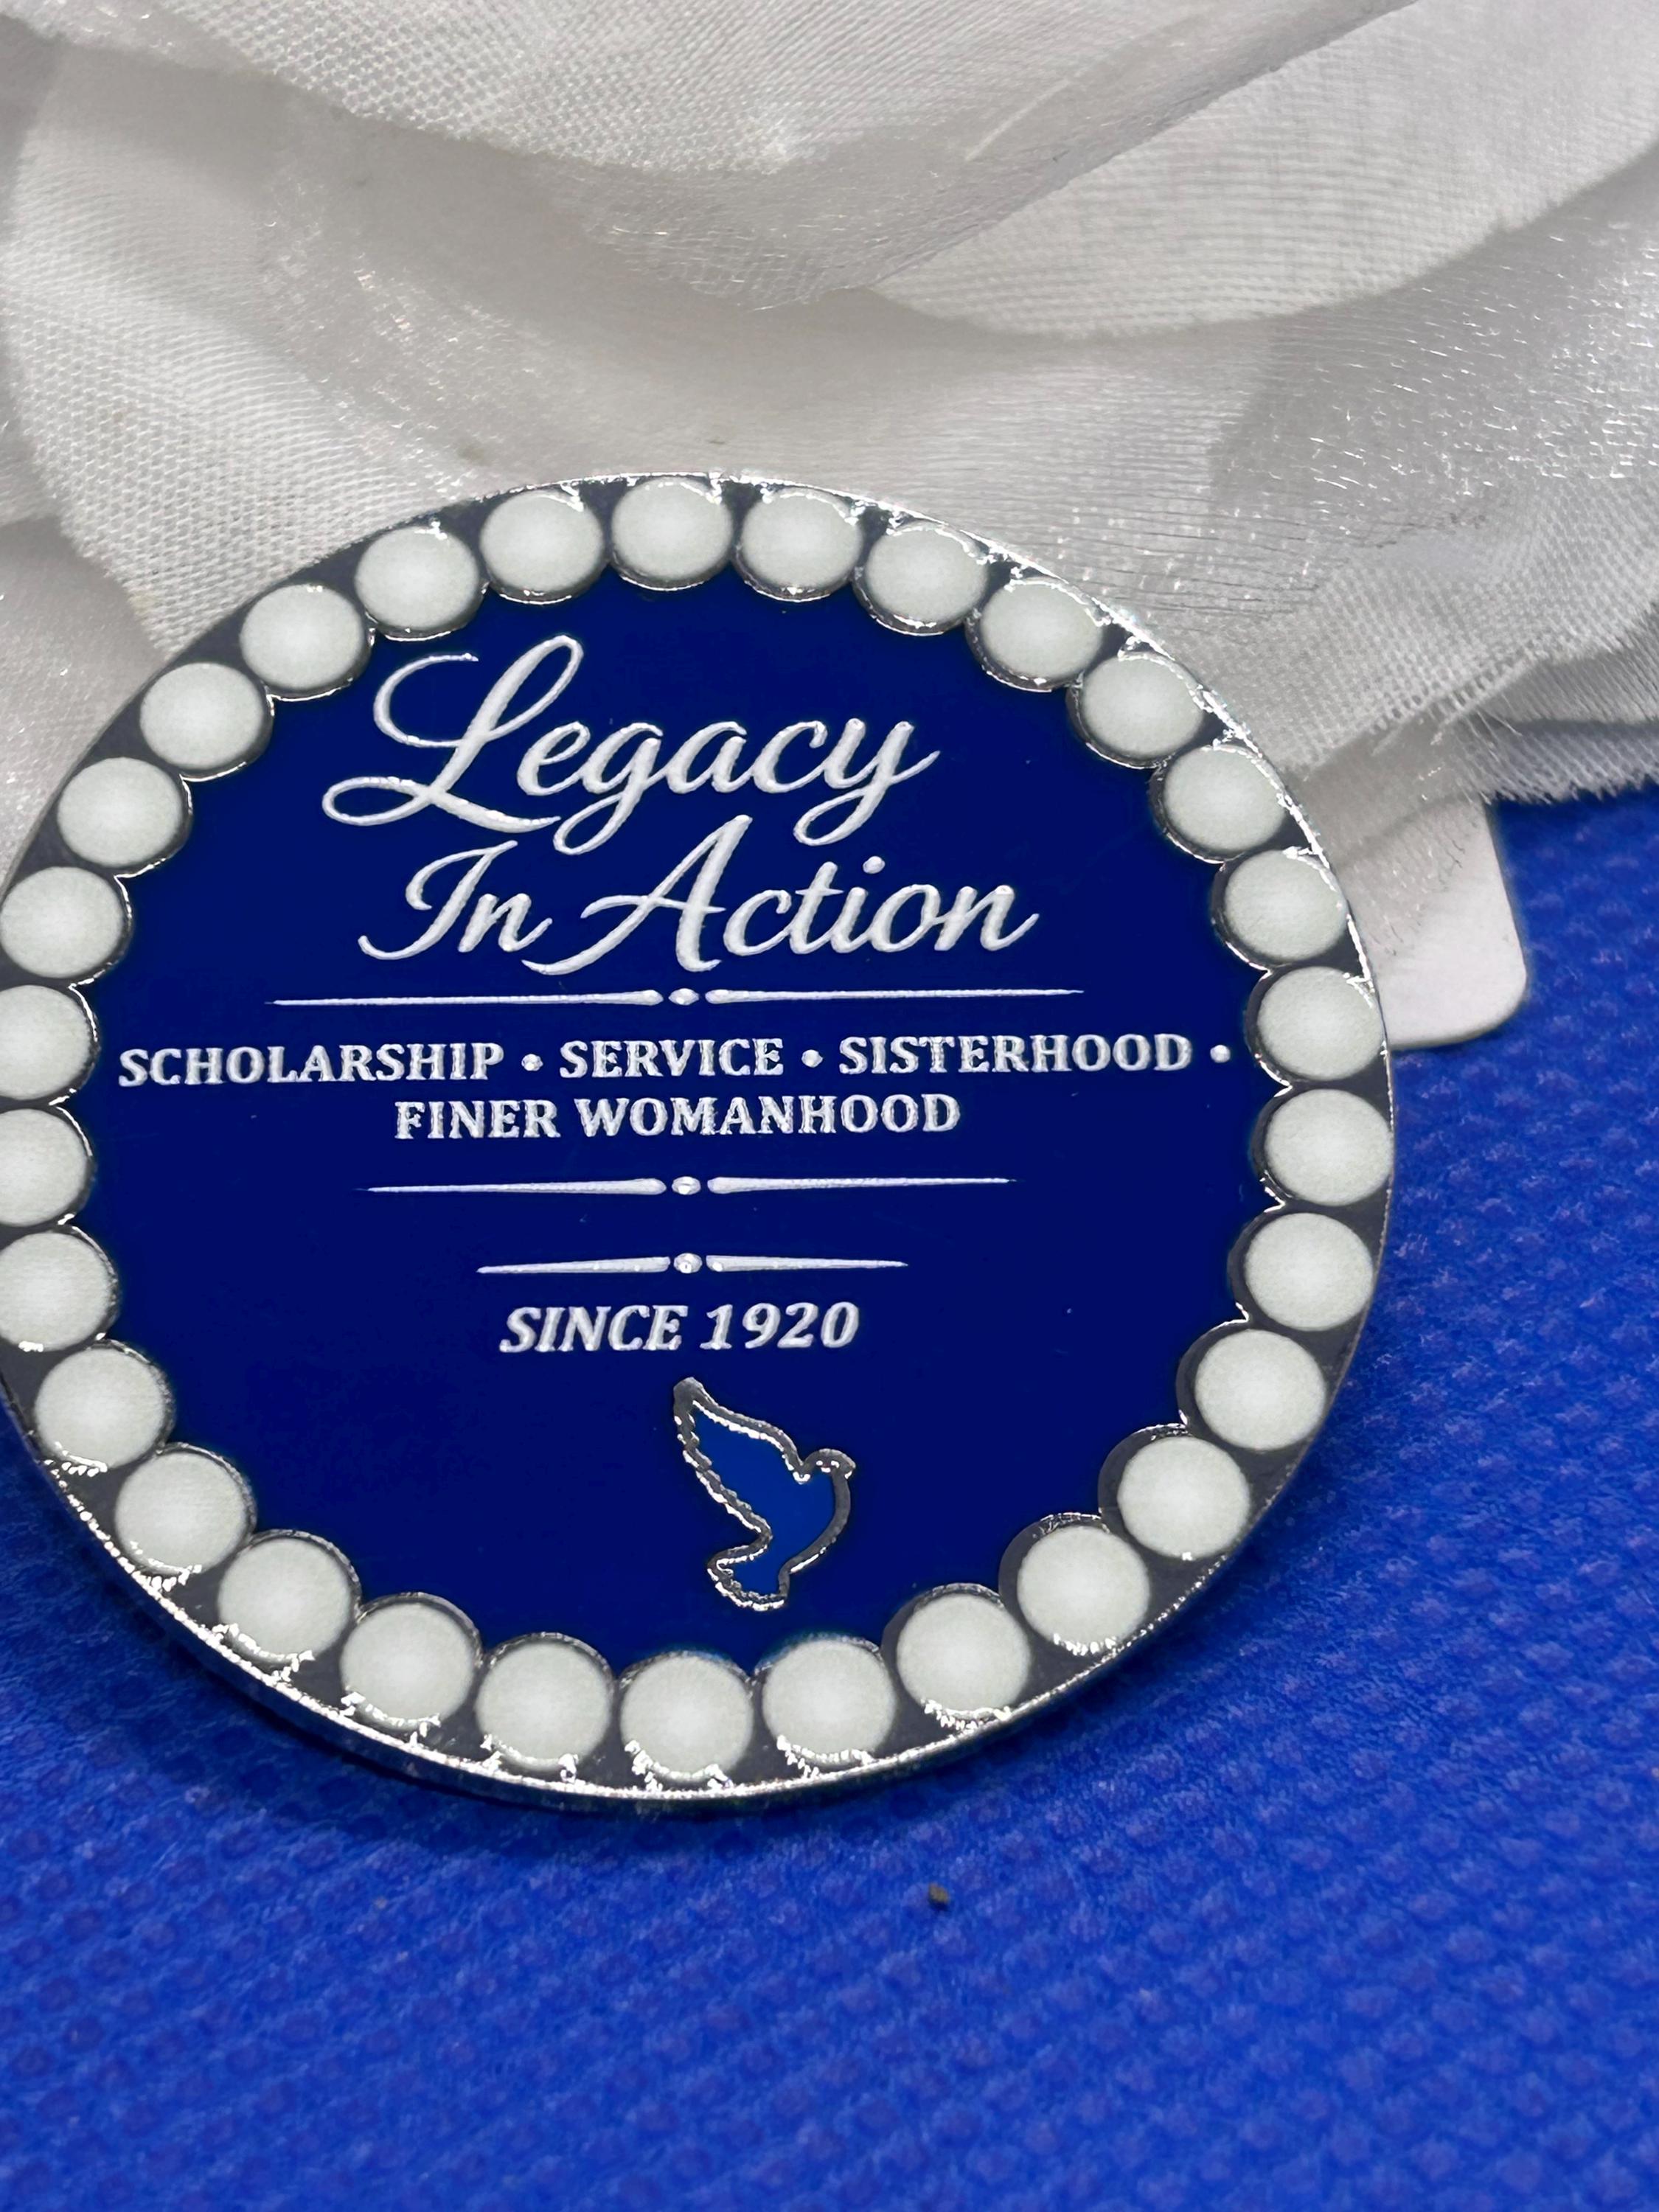 Legacy
In Action
SCHOLARSHIP • SERVICE • SISTERHOOD •
FINER WOMANHOOD
SINCE 1920